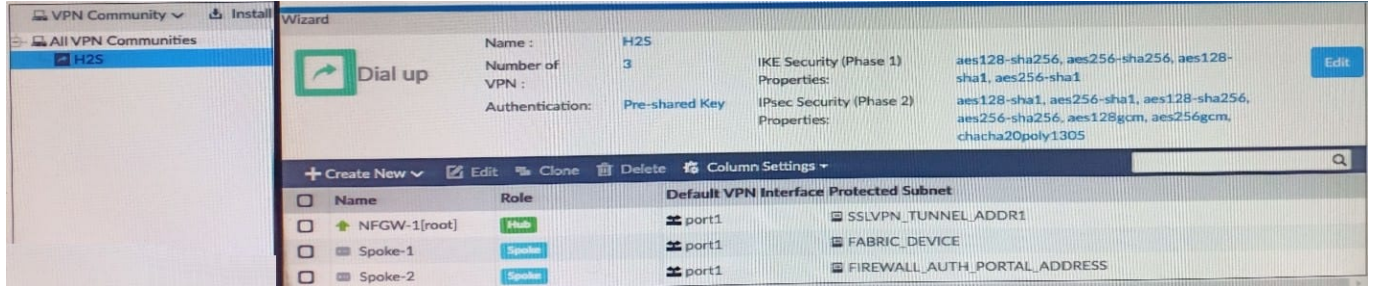 VPN Community Install
All VPN Communities
H2S
Wizard
Dial up
Name : H2S
Number of VPN : 3
Authentication: Pre-shared Key
IKE Security (Phase 1) Properties: aes128-sha256, aes256-sha256, aes128-
sha1, aes256-sha1
IPsec Security (Phase 2) Properties: aes128-sha1, aes256-sha1, aes128-sha256,
aes256-sha256, aes128gcm, aes256gcm,
chacha20poly1305
Edit
Create New Edit Clone Delete Column Settings
Name Role Default VPN Interface Protected Subnet
NFGW-1[root] Hub port1 SSLVPN_TUNNEL_ADDR1
Spoke-1 Spoke port1 FABRIC_DEVICE
Spoke-2 Spoke port1 FIREWALL_AUTH_PORTAL_ADDRESS